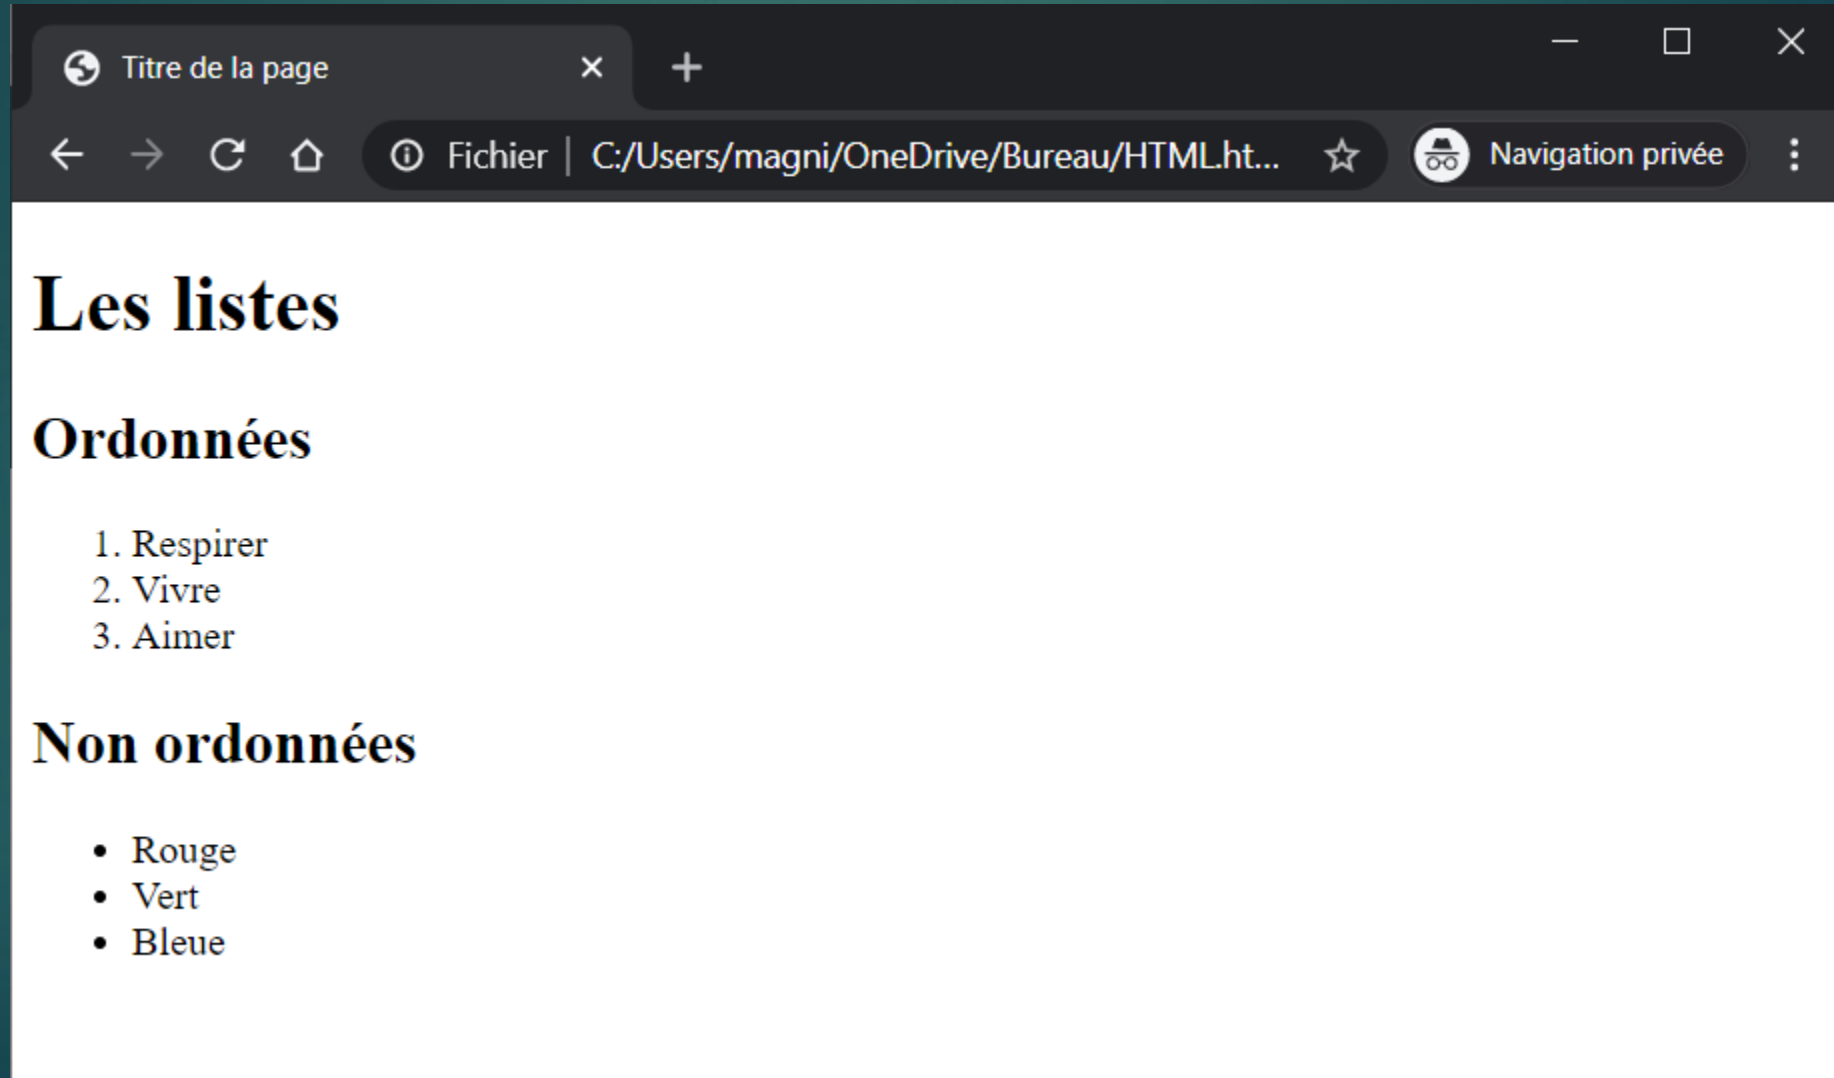 Titre de la page
Fichier | C:/Users/magni/OneDrive/Bureau/HTML.ht... Navigation privée
Les listes
Ordonnées
1. Respirer
2. Vivre
3. Aimer
Non ordonnées
• Rouge
• Vert
• Bleue